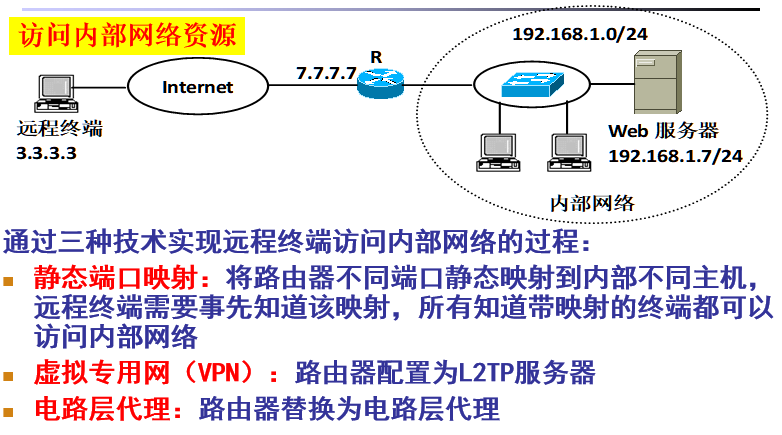 访问内部网络资源
192.168.1.0/24
R
7.7.7.7
Internet
远程终端
3.3.3.3
Web 服务器
192.168.1.7/24
内部网络
通过三种技术实现远程终端访问内部网络的过程：
静态端口映射：将路由器不同端口静态映射到内部不同主机，
远程终端需要事先知道该映射，所有知道带映射的终端都可以
访问内部网络
虚拟专用网（VPN）：路由器配置为L2TP服务器
电路层代理：路由器替换为电路层代理